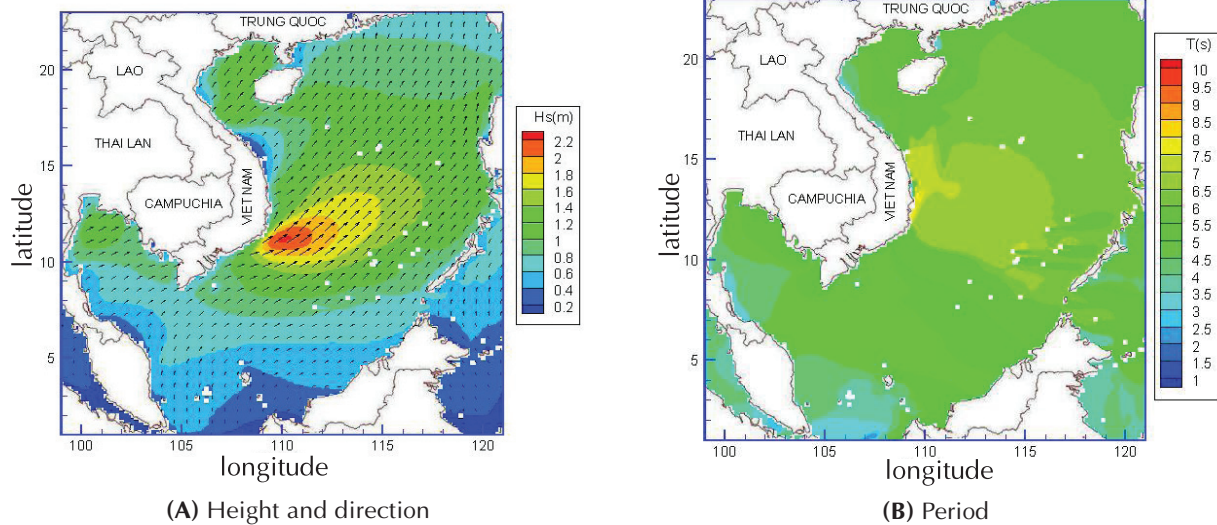 TRUNG QUOC
LAO
THAI LAN
CAMPUCHIA
VIETNAM
20
15
10
5
latitude
100
105
110
115
120
longitude
Hs(m)
2.2
2
1.8
1.6
1.4
1.2
1
0.8
0.6
0.4
0.2
(A) Height and direction
TRUNG QUOC
LAO
THAI LAN
CAMPUCHIA
VIETNAM
20
15
10
5
latitude
100
105
110
115
120
longitude
T(s)
10
9.5
9
8.5
8
7.5
7
6.5
6
5.5
5
4.5
4
3.5
3
2.5
2
1.5
1
(B) Period